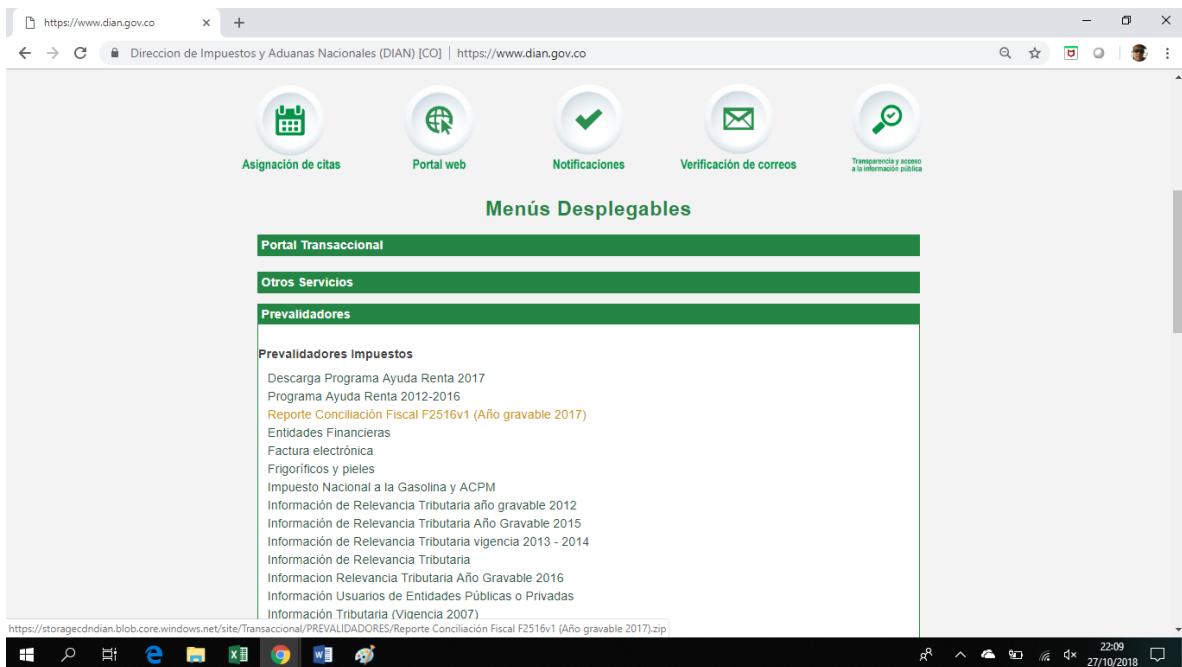 https://www.dian.gov.co
Direccion de Impuestos y Aduanas Nacionales (DIAN) [CO] | https://www.dian.gov.co
Asignación de citas
Portal web
Notificaciones
Verificación de correos
Transparencia y acceso
a la información pública
Menús Desplegables
Portal Transaccional
Otros Servicios
Prevalidadores
Prevalidadores Impuestos
Descarga Programa Ayuda Renta 2017
Programa Ayuda Renta 2012-2016
Reporte Conciliación Fiscal F2516v1 (Año gravable 2017)
Entidades Financieras
Factura electrónica
Frigoríficos y pieles
Impuesto Nacional a la Gasolina y ACPM
Información de Relevancia Tributaria año gravable 2012
Información de Relevancia Tributaria Año Gravable 2015
Información de Relevancia Tributaria vigencia 2013 - 2014
Información de Relevancia Tributaria
Informacion Relevancia Tributaria Año Gravable 2016
Información Usuarios de Entidades Públicas o Privadas
Información Tributaria (Vigencia 2007)
https://storagecdndian.blob.core.windows.net/site/Transaccional/PREVALIDADORES/Reporte Conciliación Fiscal F2516v1 (Año gravable 2017).zip
22:09
27/10/2018